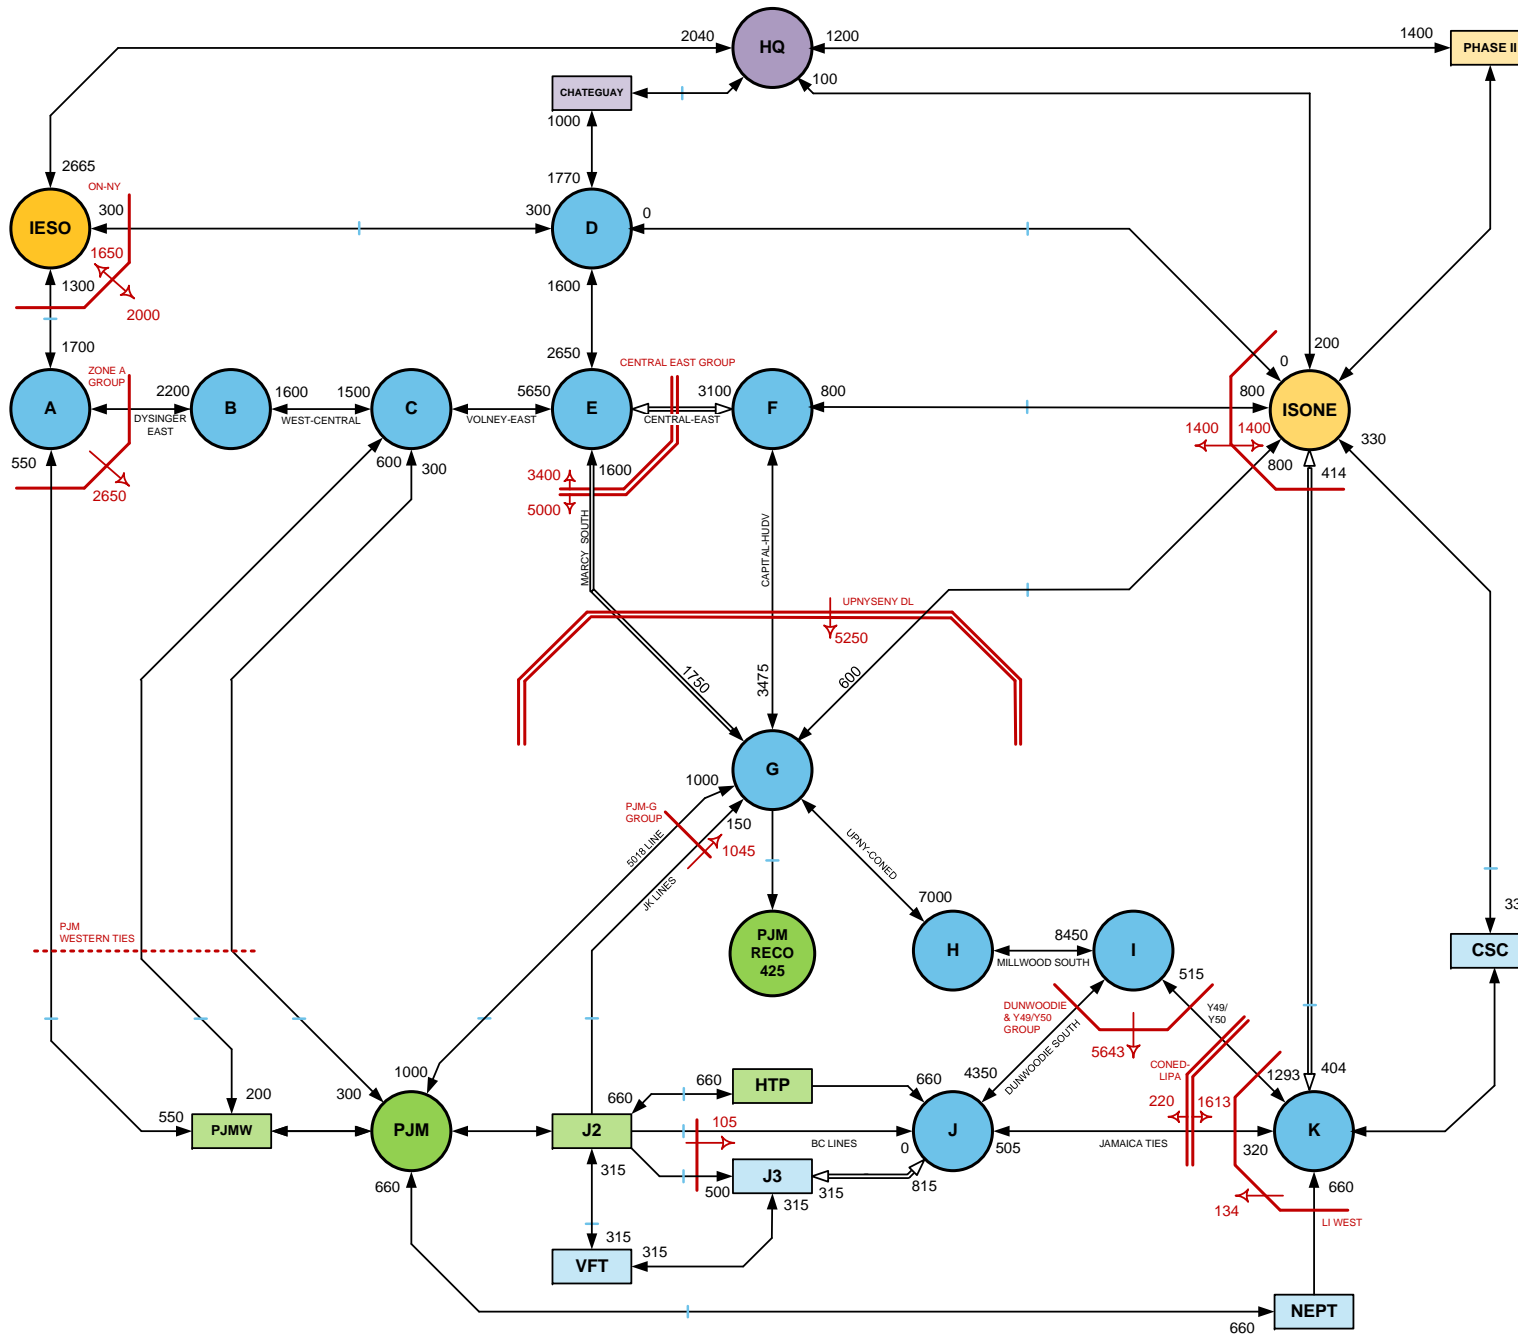 2040
HQ
1200
1400
PHASE II
100
CHATEGUAY
1000
2665
1770
ON-NY
300
300
0
IESO
D
1650
1300
1600
2000
1700
2650
0
200
ZONE A
GROUP
CENTRAL EAST GROUP
2200
1600
1500
5650
3100
800
800
A
B
C
E
F
ISONE
DYSINGER
EAST
WEST-CENTRAL
VOLNEY-EAST
CENTRAL-EAST
1400
1400
330
550
600
300
1600
800
414
2650
3400
5000
MARCY SOUTH
CAPITAL-HUDV
UPNYSENY DL
5250
1750
3475
600
G
1000
PJM-G
GROUP
150
5018 LINE
1045
JK LINES
UPNY-CONED
7000
8450
PJM
WESTERN TIES
PJM
RECO
425
H
I
MILLWOOD SOUTH
515
33
CSC
DUNWOODIE
& Y49/Y50
GROUP
Y49/
Y50
5643
DUNWOODIE SOUTH
CONED-
LIPA
1000
4350
1293
404
660
HTP
660
200
300
660
220
1613
550
PJMW
PJM
J2
105
J
K
BC LINES
0
505
JAMAICA TIES
320
660
315
500
J3
315
815
660
315
134
LI WEST
315
315
VFT
NEPT
660